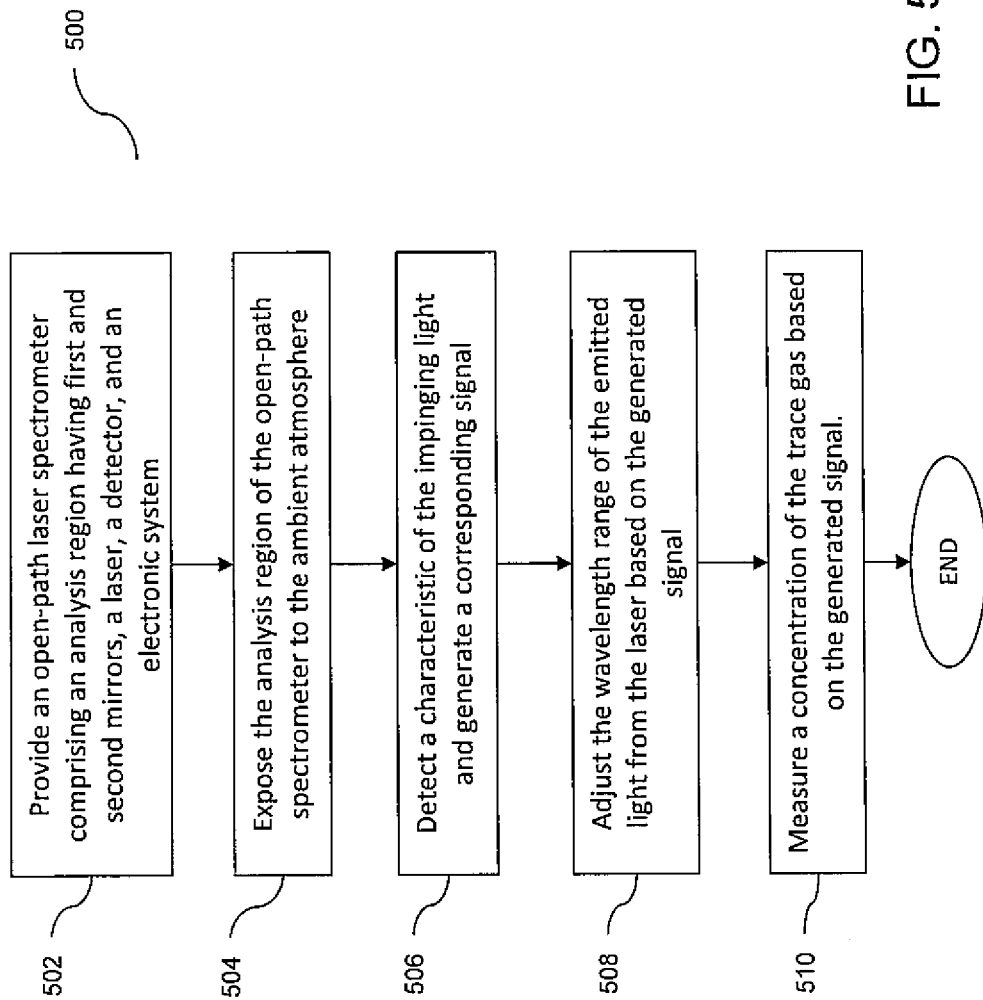 500
502
Provide an open-path laser spectrometer
comprising an analysis region having first and
second mirrors, a laser, a detector, and an
electronic system
504
Expose the analysis region of the open-path
spectrometer to the ambient atmosphere
506
Detect a characteristic of the impinging light
and generate a corresponding signal
508
Adjust the wavelength range of the emitted
light from the laser based on the generated
signal
510
Measure a concentration of the trace gas based
on the generated signal.
END
FIG. 5